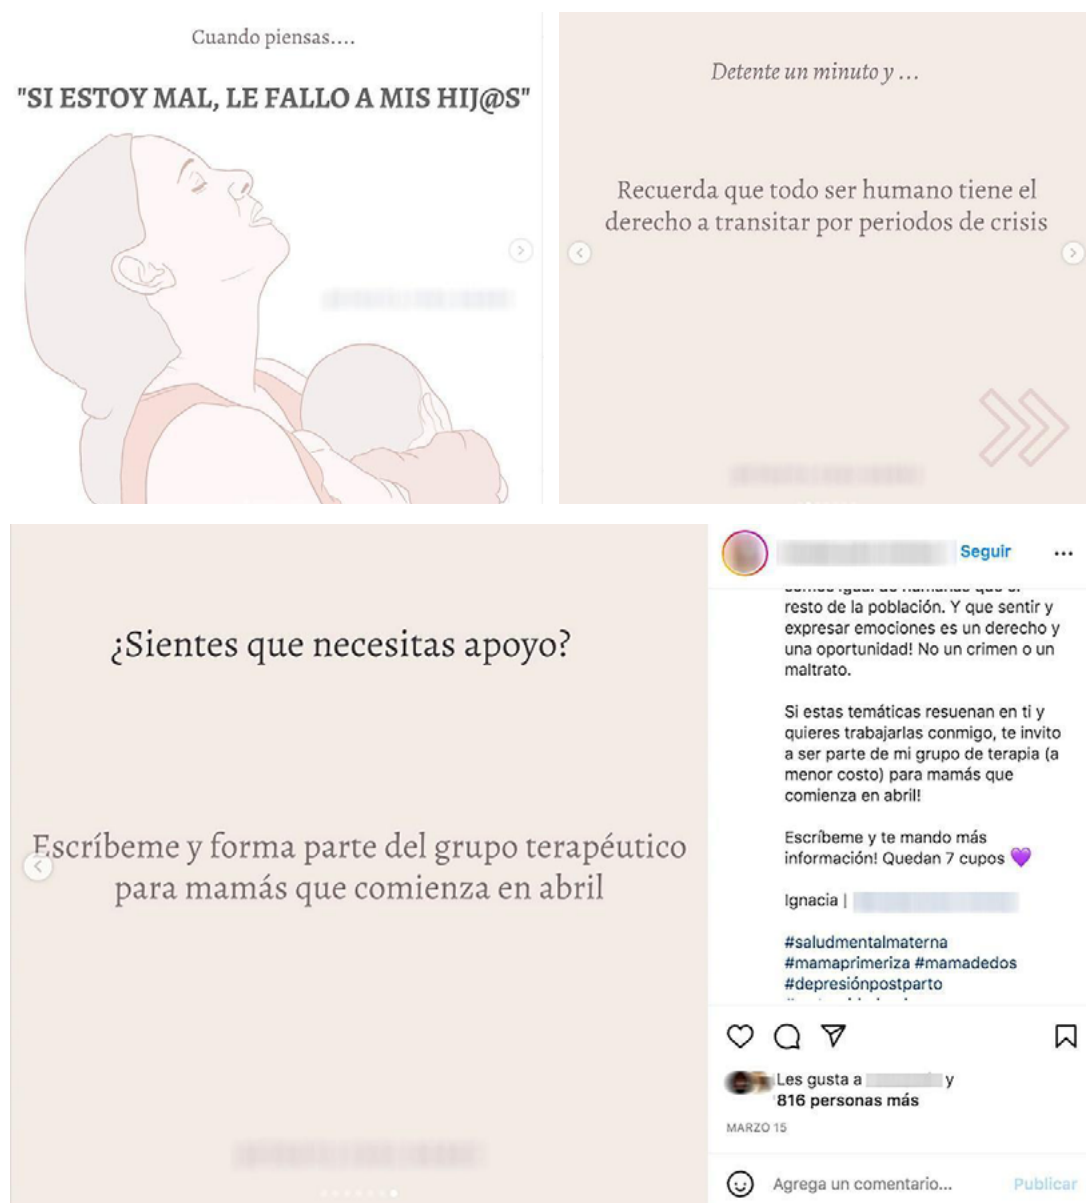 Cuando piensas....
"SI ESTOY MAL, LE FALLO A MIS HIJ@S"
Detente un minuto y ...
Recuerda que todo ser humano tiene el
derecho a transitar por periodos de crisis
¿Sientes que necesitas apoyo?
Escríbeme y forma parte del grupo terapéutico
para mamás que comienza en abril
Seguir
resto de la población. Y que sentir y
expresar emociones es un derecho y
una oportunidad! No un crimen o un
maltrato.
Si estas temáticas resuenan en ti y
quieres trabajarlas conmigo, te invito
a ser parte de mi grupo de terapia (a
menor costo) para mamás que
comienza en abril!
Escríbeme y te mando más
información! Quedan 7 cupos 💜
Ignacia |
#saludmentalmaterna
#mamaprimeriza #mamadedos
#depresiónpostparto
Les gusta a y
816 personas más
MARZO 15
Agrega un comentario...
Publicar